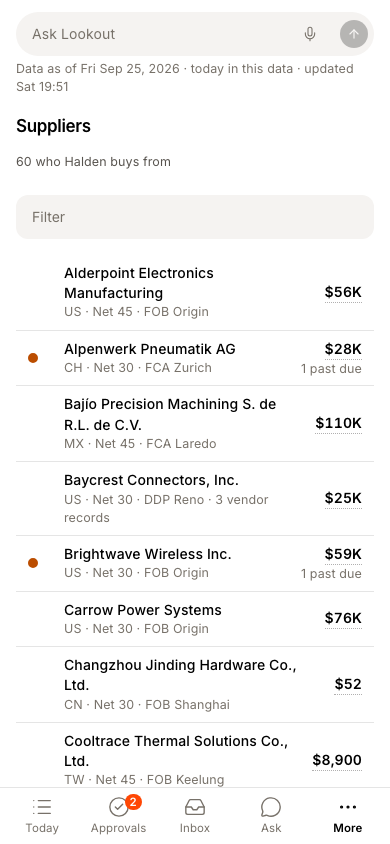 Ask Lookout
Data as of Fri Sep 25, 2026 · today in this data · updated
Sat 19:51
Suppliers
60 who Halden buys from
Filter
Alderpoint Electronics
Manufacturing
$56K
US · Net 45 · FOB Origin
Alpenwerk Pneumatik AG
$28K
CH · Net 30 · FCA Zurich
1 past due
Bajío Precision Machining S. de
R.L. de C.V.
$110K
MX · Net 45 · FCA Laredo
Baycrest Connectors, Inc.
US · Net 30 · DDP Reno · 3 vendor
records
$25K
Brightwave Wireless Inc.
$59K
US · Net 30 · FOB Origin
1 past due
Carrow Power Systems
$76K
US · Net 30 · FOB Origin
Changzhou Jinding Hardware Co.,
Ltd.
$52
CN · Net 30 · FOB Shanghai
Cooltrace Thermal Solutions Co.,
Ltd.
$8,900
TW · Net 45 · FOB Keelung
2
Today
Approvals
Inbox
Ask
More